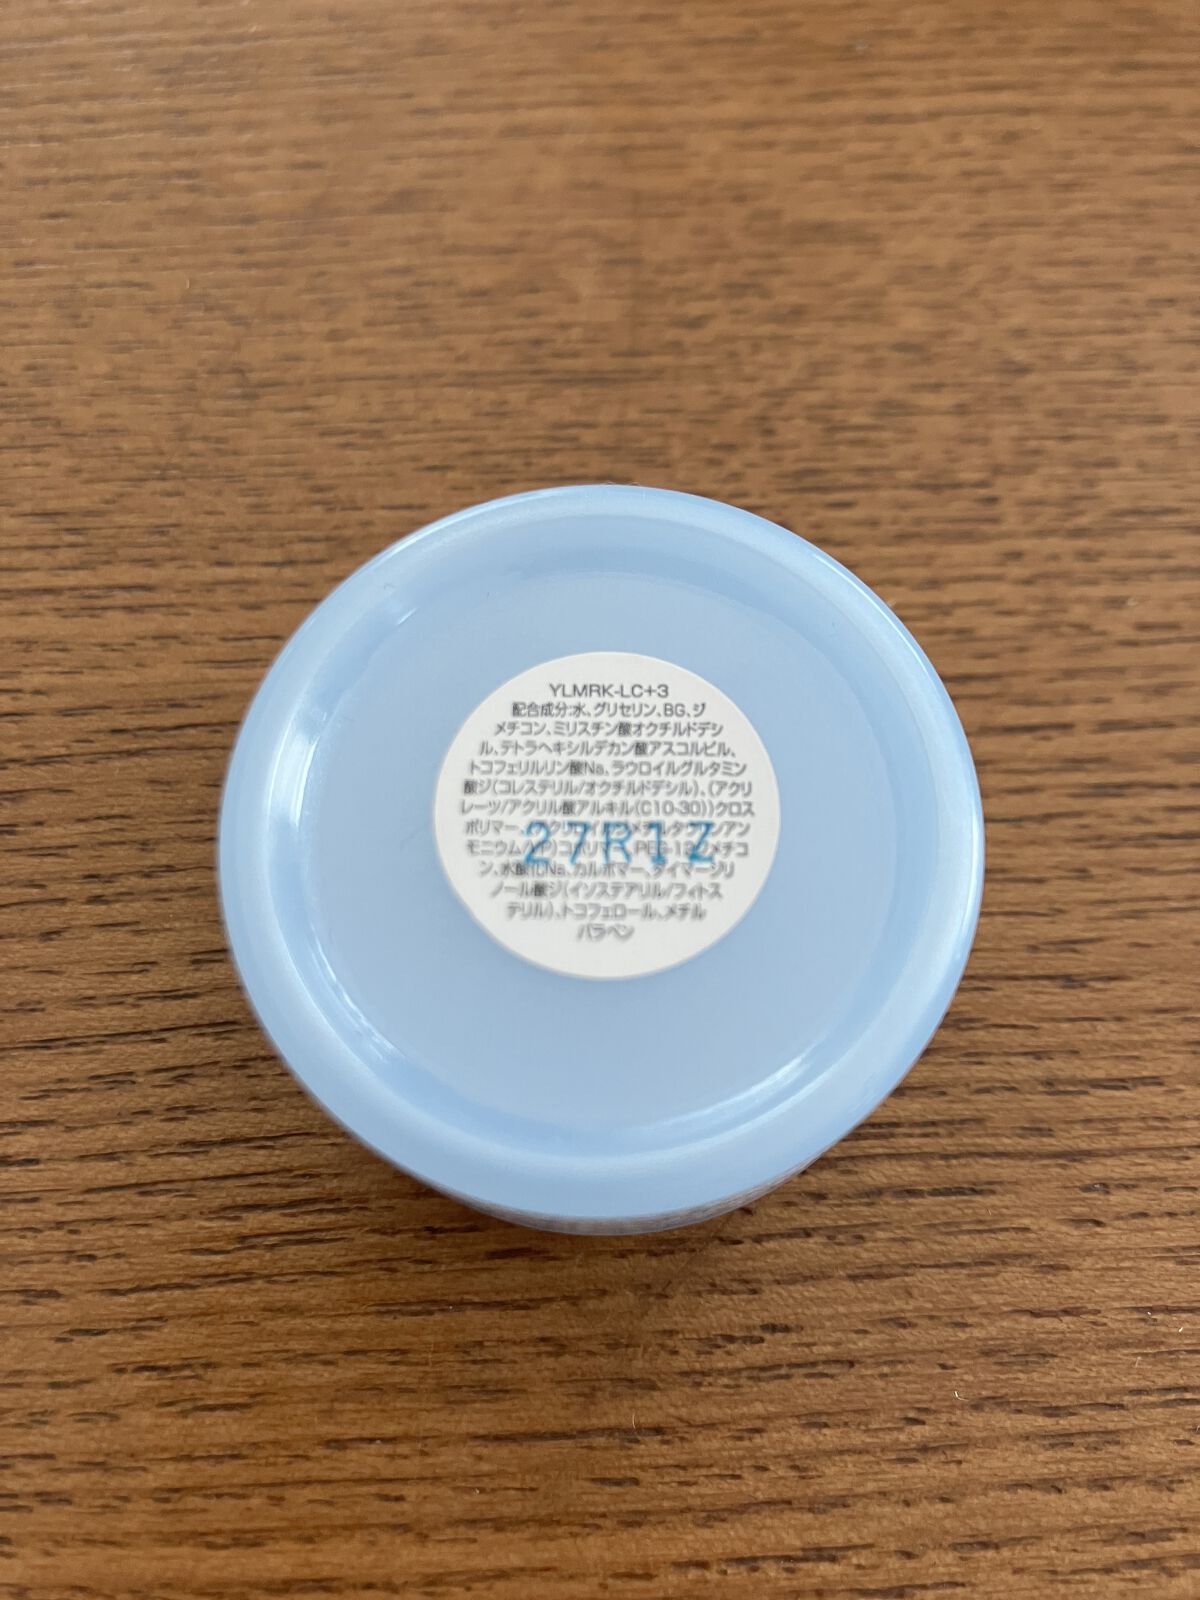 YLMRK-LC+3
配合成分:水、グリセリン、BG、ジ
メチコン、ミリスチン酸オクチルドデシ
ル、テトラヘキシルデカン酸アスコルビル、
トコフェリルリン酸Na、ラウロイルグルタミン
酸ジ(コレステリル/オクチルドデシル)、(アクリ
レーツ/アクリル酸アルキル(C10-30))クロス
ポリマー、
27R1Z
コポリマー、PEG-12ジメチコ
ン、水酸化Na、カルボマー、ダイマージリ
ノール酸ジ(イソステアリル/フィトス
テリル)、トコフェロール、メチル
パラベン